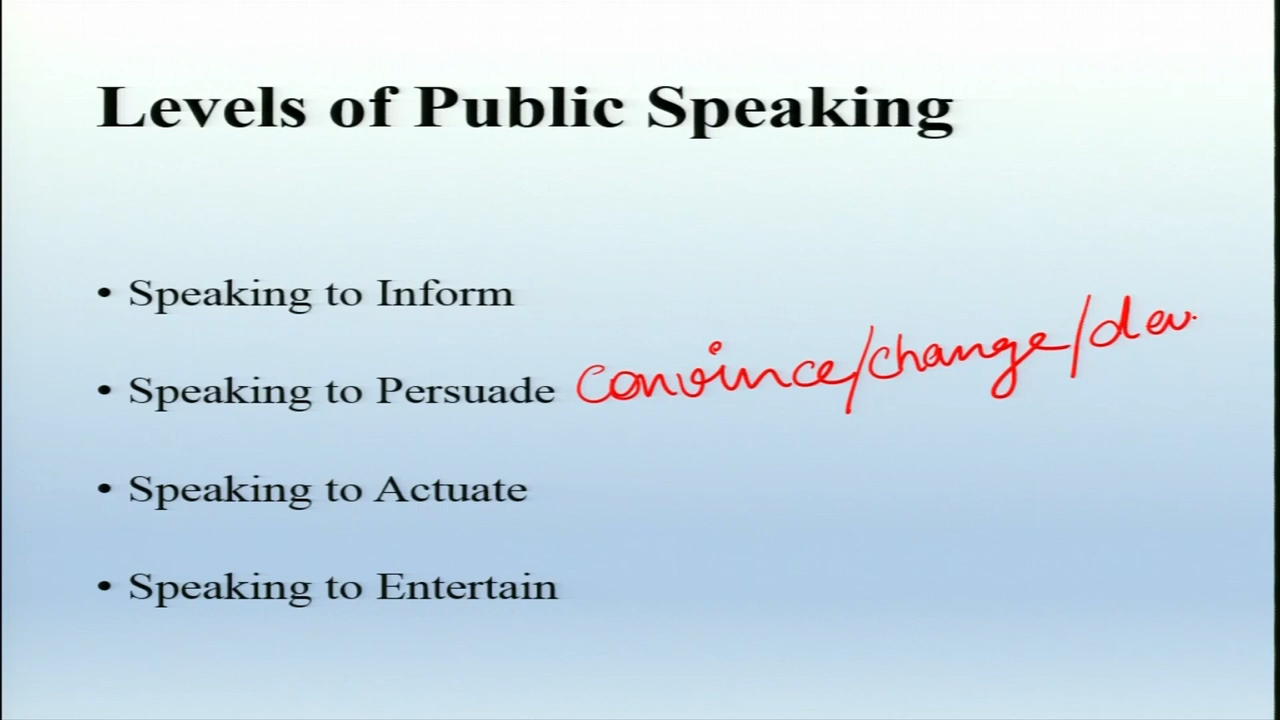 Levels of Public Speaking
• Speaking to Inform
• Speaking to Persuade convince/change/dev.
• Speaking to Actuate
• Speaking to Entertain